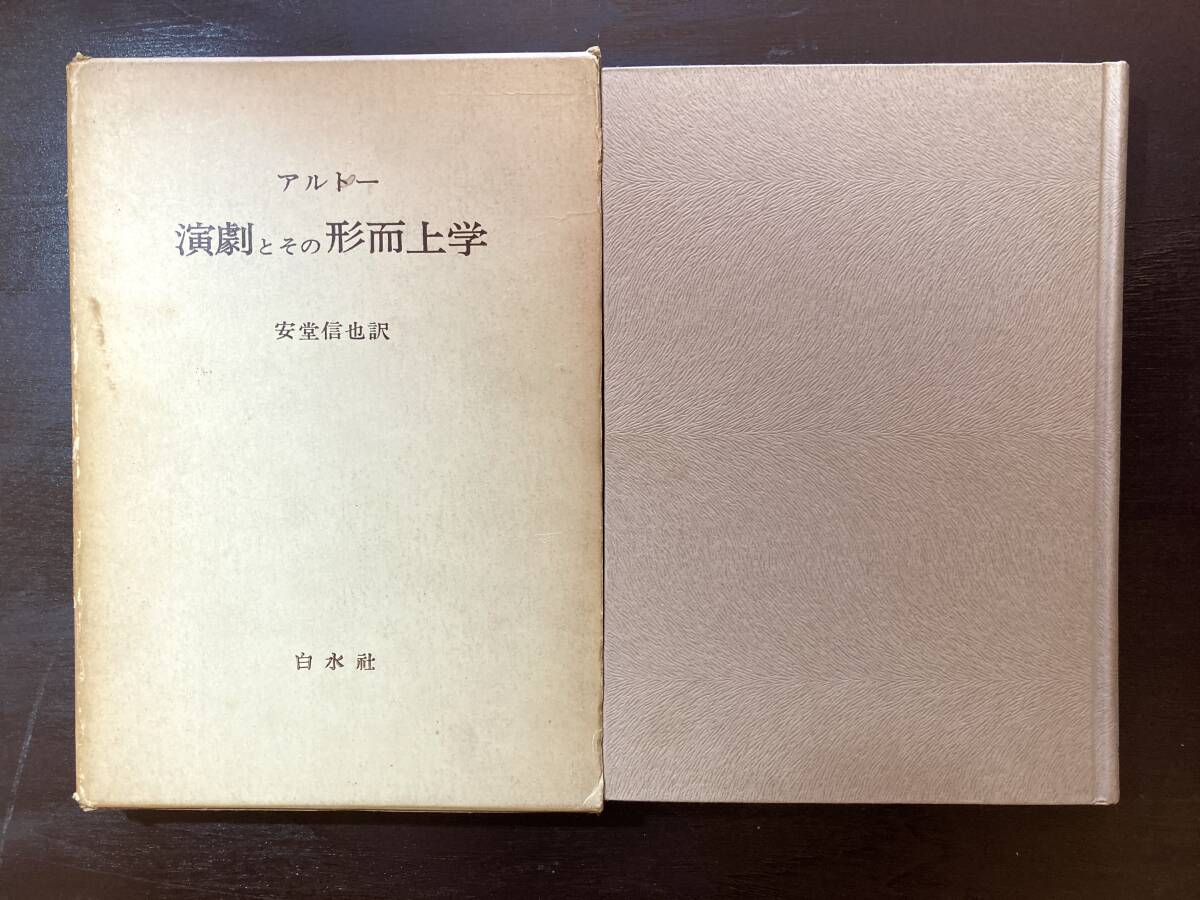 アルトー
演劇とその形而上学
安堂信也訳
白水社